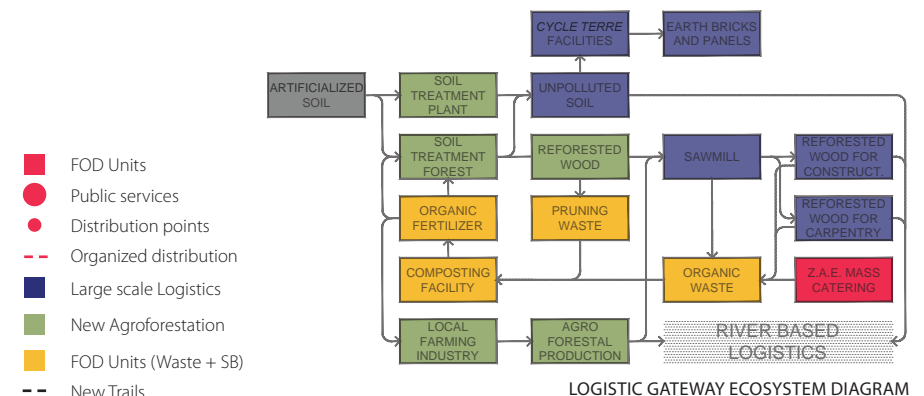 CYCLE TERRE
FACILITIES
EARTH BRICKS
AND PANELS
ARTIFICIALIZED
SOIL
SOIL
TREATMENT
PLANT
UNPOLLUTED
SOIL
SOIL
TREATMENT
FOREST
REFORESTED
WOOD
SAWMILL
REFORESTED
WOOD FOR
CONSTRUCT.
ORGANIC
FERTILIZER
PRUNING
WASTE
REFORESTED
WOOD FOR
CARPENTRY
COMPOSTING
FACILITY
ORGANIC
WASTE
Z.A.E. MASS
CATERING
LOCAL
FARMING
INDUSTRY
AGRO
FORESTAL
PRODUCTION
RIVER BASED
LOGISTICS
FOD Units
Public services
Distribution points
Organized distribution
Large scale Logistics
New Agroforestation
FOD Units (Waste + SB)
New Trails
LOGISTIC GATEWAY ECOSYSTEM DIAGRAM